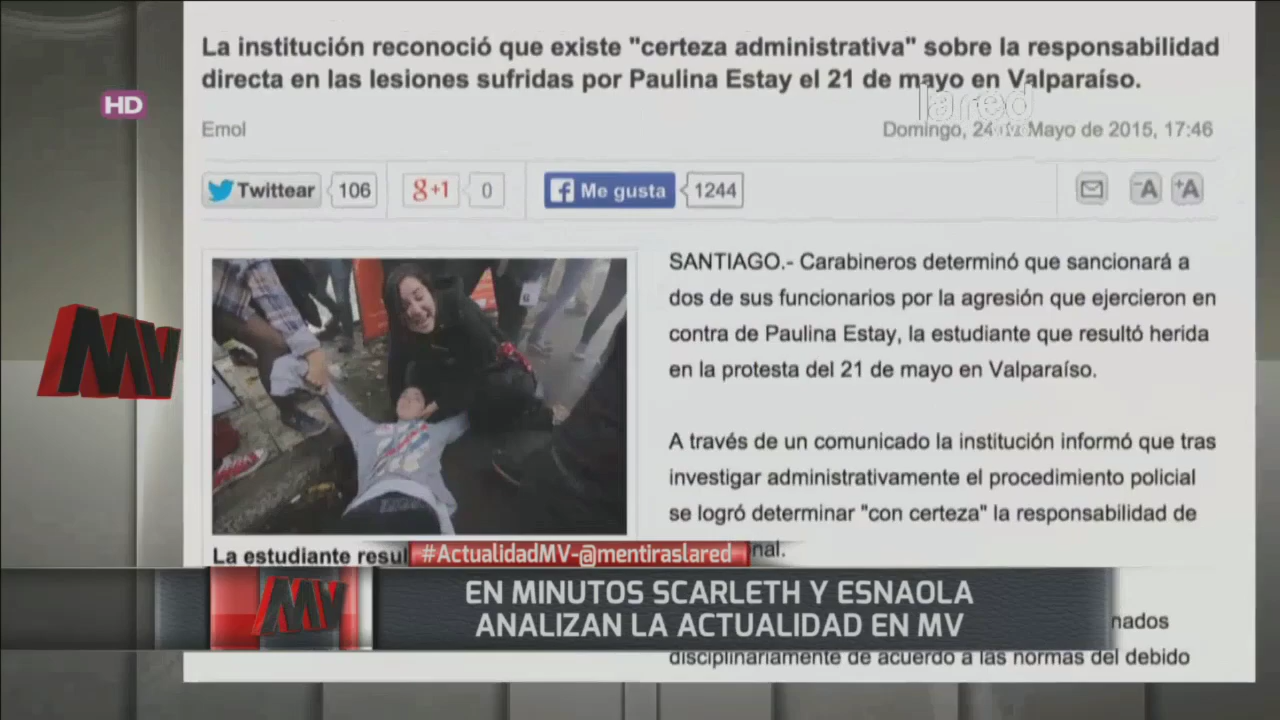 La institución reconoció que existe "certeza administrativa" sobre la responsabilidad
directa en las lesiones sufridas por Paulina Estay el 21 de mayo en Valparaíso.
HD
lared
Emol
Domingo, 24 Mayo de 2015, 17:46
Twittear 106
g+1 0
f Me gusta 1244
-A +A
MV
SANTIAGO.- Carabineros determinó que sancionará a
dos de sus funcionarios por la agresión que ejercieron en
contra de Paulina Estay, la estudiante que resultó herida
en la protesta del 21 de mayo en Valparaíso.
A través de un comunicado la institución informó que tras
investigar administrativamente el procedimiento policial
se logró determinar "con certeza" la responsabilidad de
nal.
La estudiante resul
#ActualidadMV-@mentiraslared
MV
EN MINUTOS SCARLETH Y ESNAOLA
ANALIZAN LA ACTUALIDAD EN MV
nados
disciplinariamente de acuerdo a las normas del debido